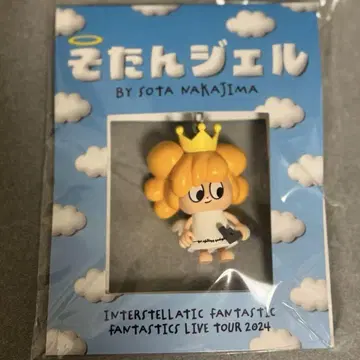 そたんジェル
BY SOTA NAKAJIMA
INTERSTELLATIC FANTASTIC
FANTASTICS LIVE TOUR 2024